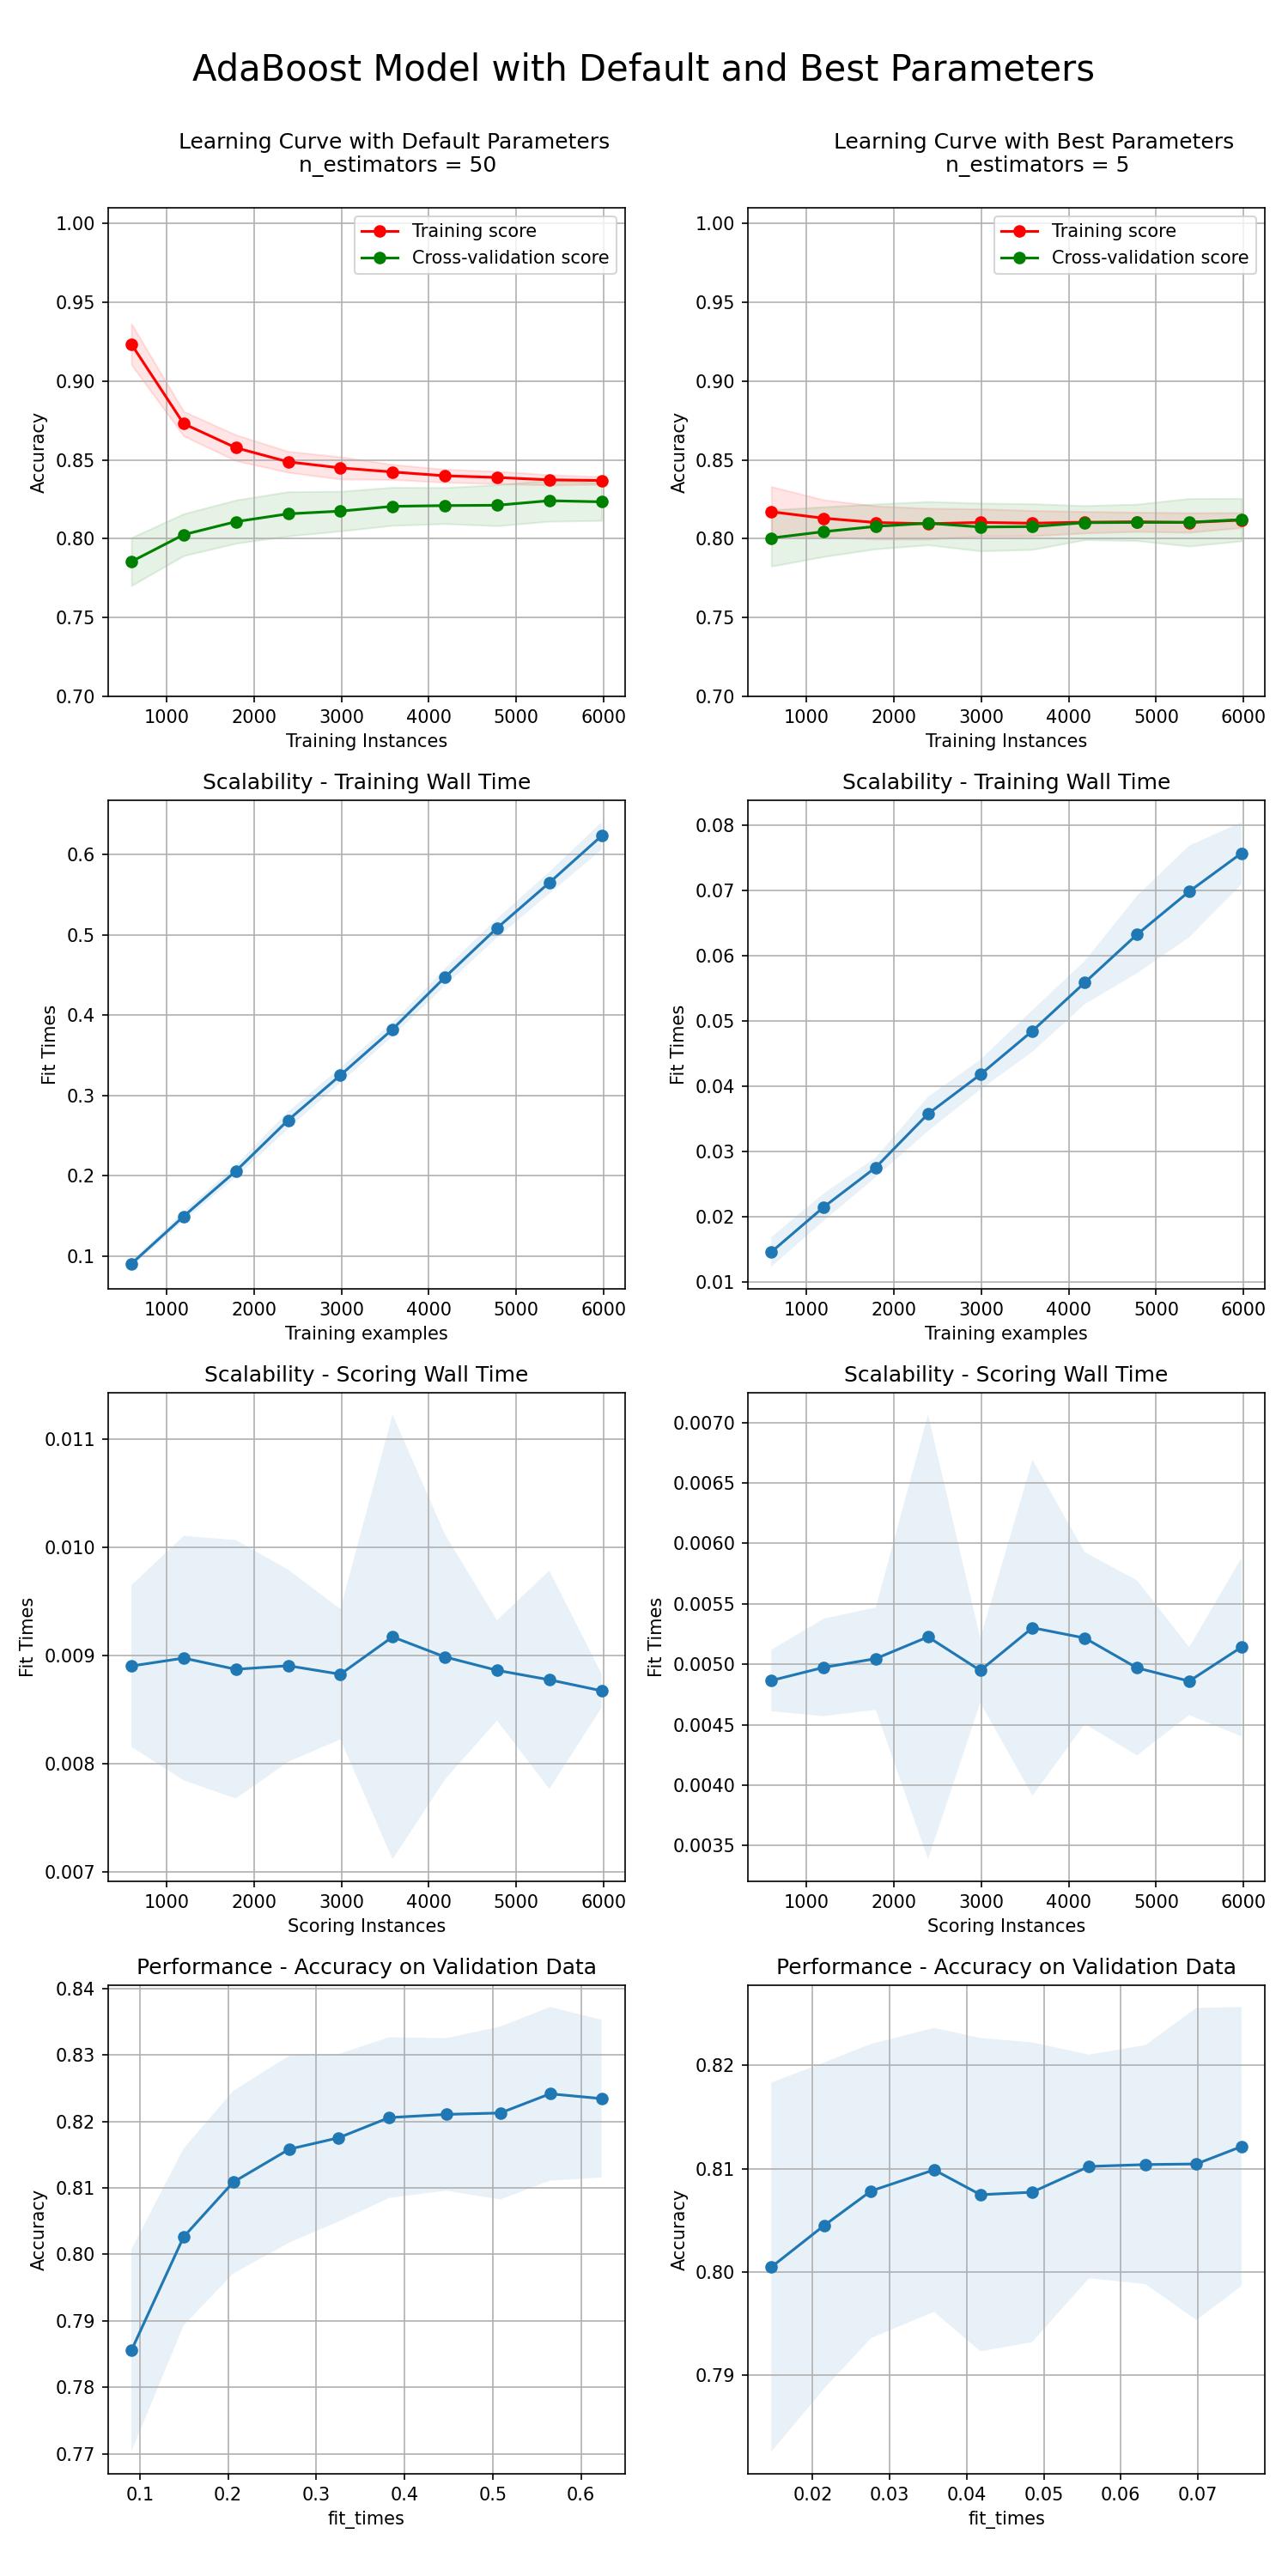 AdaBoost Model with Default and Best Parameters
Learning Curve with Default Parameters
n_estimators = 50
1.00
0.95
0.90
0.85
0.80
0.75
0.70
Accuracy
Training score
Cross-validation score
1000 2000 3000 4000 5000 6000
Training Instances
Learning Curve with Best Parameters
n_estimators = 5
1.00
0.95
0.90
0.85
0.80
0.75
0.70
Accuracy
Training score
Cross-validation score
1000 2000 3000 4000 5000 6000
Training Instances
Scalability - Training Wall Time
0.6
0.5
0.4
0.3
0.2
0.1
Fit Times
1000 2000 3000 4000 5000 6000
Training examples
Scalability - Training Wall Time
0.08
0.07
0.06
0.05
0.04
0.03
0.02
0.01
Fit Times
1000 2000 3000 4000 5000 6000
Training examples
Scalability - Scoring Wall Time
0.011
0.010
0.009
0.008
0.007
Fit Times
1000 2000 3000 4000 5000 6000
Scoring Instances
Scalability - Scoring Wall Time
0.0070
0.0065
0.0060
0.0055
0.0050
0.0045
0.0040
0.0035
Fit Times
1000 2000 3000 4000 5000 6000
Scoring Instances
Performance - Accuracy on Validation Data
0.84
0.83
0.82
0.81
0.80
0.79
0.78
0.77
Accuracy
0.1 0.2 0.3 0.4 0.5 0.6
fit_times
Performance - Accuracy on Validation Data
0.82
0.81
0.80
0.79
Accuracy
0.02 0.03 0.04 0.05 0.06 0.07
fit_times